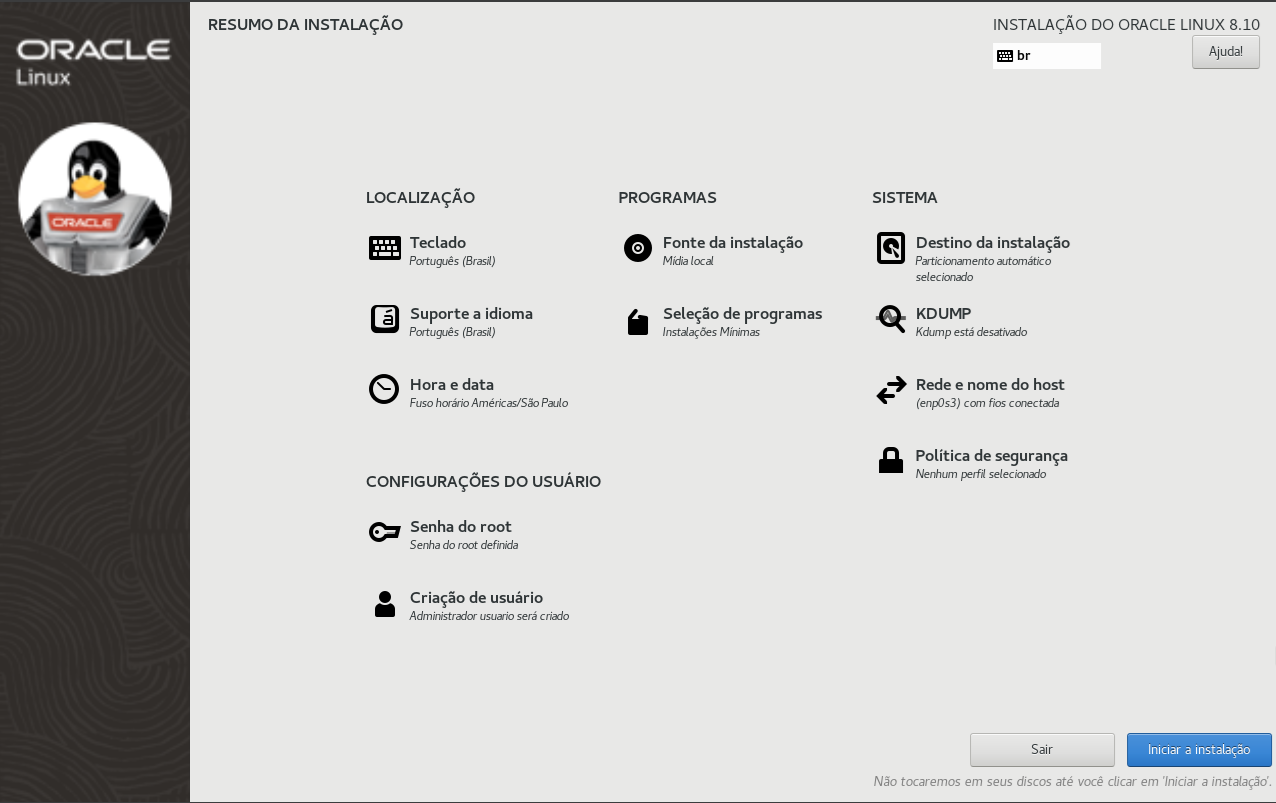 ORACLE
Linux
ORACLE
RESUMO DA INSTALAÇÃO
INSTALAÇÃO DO ORACLE LINUX 8.10
br
Ajuda!
LOCALIZAÇÃO
Teclado
Português (Brasil)
Suporte a idioma
Português (Brasil)
Hora e data
Fuso horário Américas/São Paulo
PROGRAMAS
Fonte da instalação
Mídia local
Seleção de programas
Instalações Mínimas
SISTEMA
Destino da instalação
Particionamento automático
selecionado
KDUMP
Kdump está desativado
Rede e nome do host
(enp0s3) com fios conectada
Política de segurança
Nenhum perfil selecionado
CONFIGURAÇÕES DO USUÁRIO
Senha do root
Senha do root definida
Criação de usuário
Administrador usuario será criado
Sair
Iniciar a instalação
Não tocaremos em seus discos até você clicar em 'Iniciar a instalação'.